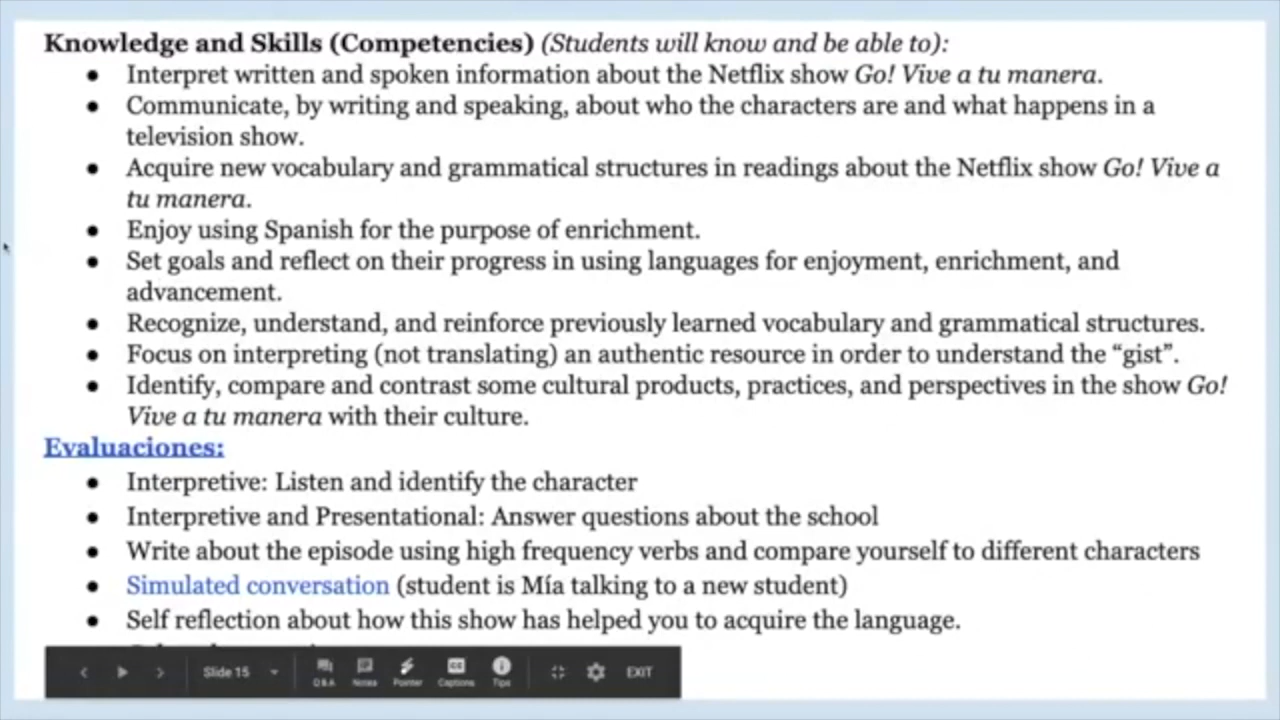 Knowledge and Skills (Competencies) (Students will know and be able to):
● Interpret written and spoken information about the Netflix show Go! Vive a tu manera.
● Communicate, by writing and speaking, about who the characters are and what happens in a
television show.
● Acquire new vocabulary and grammatical structures in readings about the Netflix show Go! Vive a
tu manera.
● Enjoy using Spanish for the purpose of enrichment.
● Set goals and reflect on their progress in using languages for enjoyment, enrichment, and
advancement.
● Recognize, understand, and reinforce previously learned vocabulary and grammatical structures.
● Focus on interpreting (not translating) an authentic resource in order to understand the “gist”.
● Identify, compare and contrast some cultural products, practices, and perspectives in the show Go!
Vive a tu manera with their culture.
Evaluaciones:
● Interpretive: Listen and identify the character
● Interpretive and Presentational: Answer questions about the school
● Write about the episode using high frequency verbs and compare yourself to different characters
● Simulated conversation (student is Mía talking to a new student)
● Self reflection about how this show has helped you to acquire the language.
Slide 15 Q&A Notes Pointer CC Captions Tips EXIT